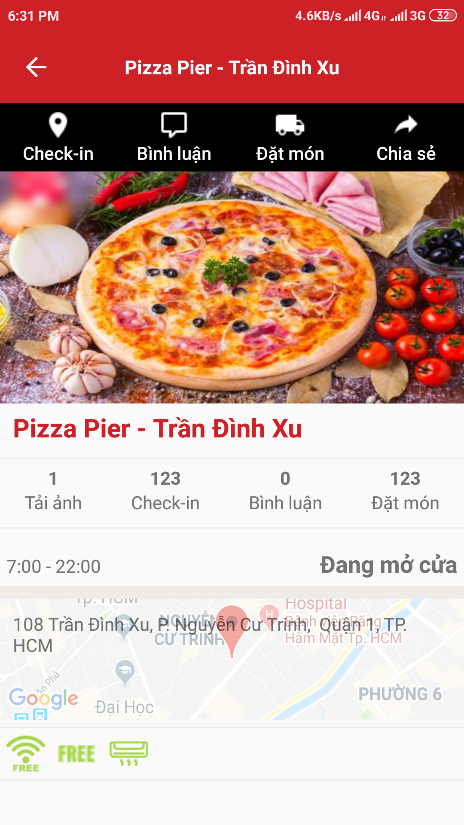 6:31 PM 4.6KB/s 4G 3G 32
Pizza Pier - Trần Đình Xu
Check-in Bình luận Đặt món Chia sẻ
Pizza Pier - Trần Đình Xu
1 123 0 123
Tải ảnh Check-in Bình luận Đặt món
7:00 - 22:00 Đang mở cửa
Tp. HCM
Hospital
108 Trần Đình Xu, P. Nguyễn Cư Trinh, Quận 1, TP.
HCM
NGUYỄN
CƯ TRINH
Hàm Mặt Tp. HCM
PHƯỜNG 6
Google
Đại Học
FREE FREE